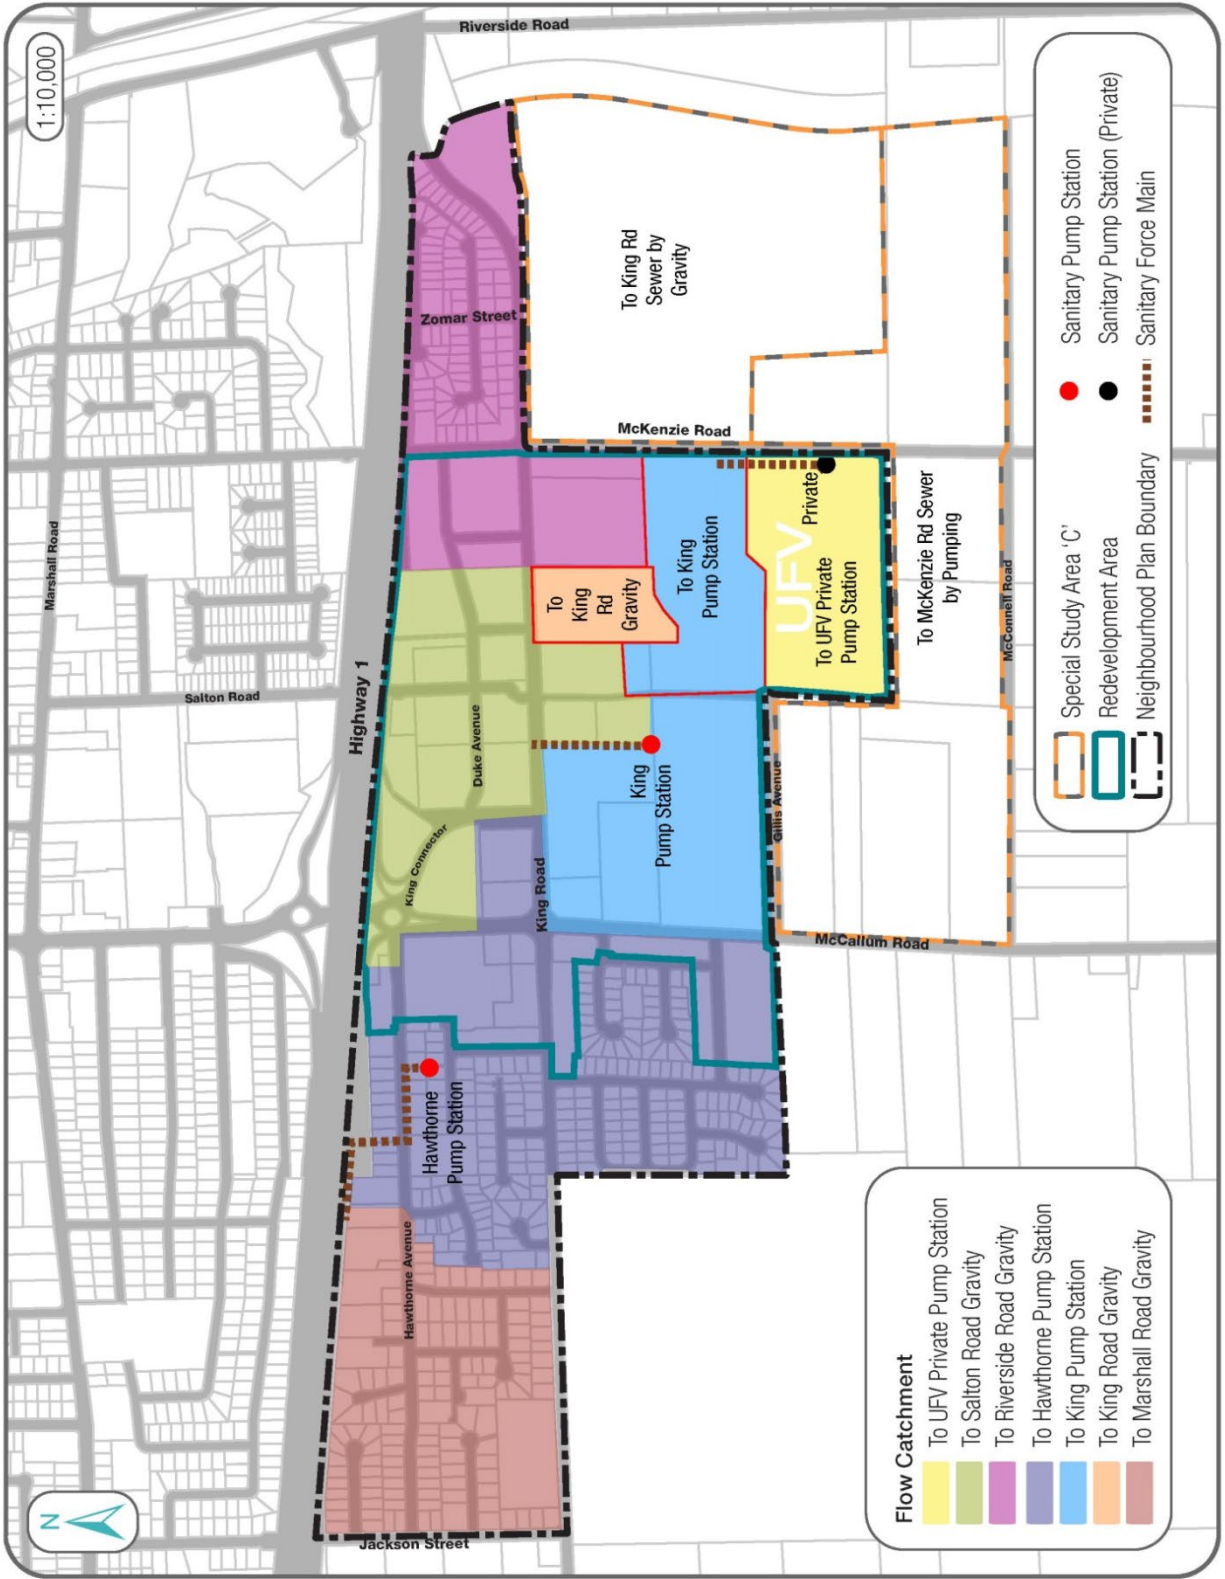 N
1:10,000
Riverside Road
Marshall Road
Salton Road
Highway 1
Zomar Street
McKenzie Road
To King Rd
Sewer by
Gravity
Duke Avenue
King Connector
King Road
To
King
Rd
Gravity
To King
Pump Station
UFV
Private
To UFV Private
Pump Station
To McKenzie Rd Sewer
by Pumping
McConnell Road
King
Pump Station
Gillis Avenue
McCallum Road
Hawthorne
Pump Station
Hawthorne Avenue
Jackson Street
Flow Catchment
To UFV Private Pump Station
To Salton Road Gravity
To Riverside Road Gravity
To Hawthorne Pump Station
To King Pump Station
To King Road Gravity
To Marshall Road Gravity
Special Study Area ‘C’
Redevelopment Area
Neighbourhood Plan Boundary
Sanitary Pump Station
Sanitary Pump Station (Private)
Sanitary Force Main